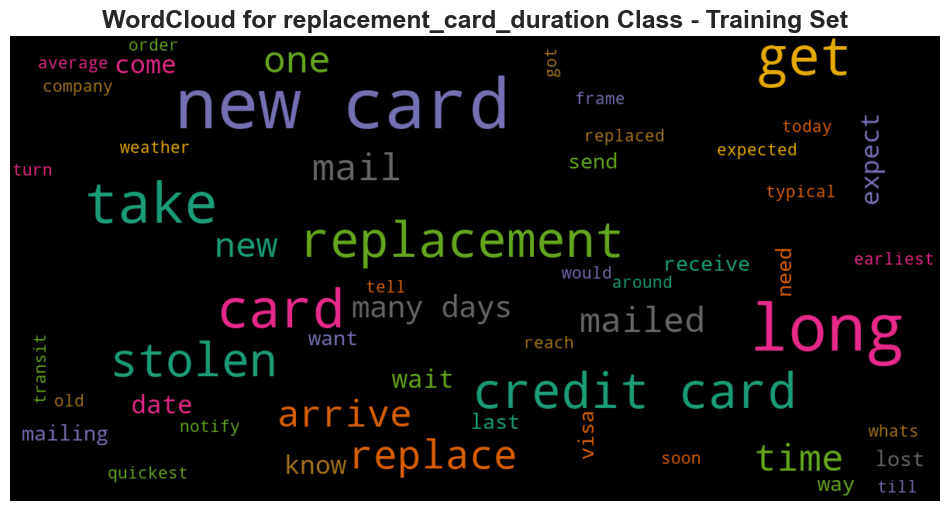 WordCloud for replacement_card_duration Class - Training Set
order
average
come
one
got
get
company
new card
frame
today
replaced
weather
expected
expect
turn
mail
send
typical
take
new
replacement
receive
need
earliest
would
around
tell
card
many days
mailed
long
want
reach
transit
stolen
wait
credit card
old
date
arrive
last
visa
mailing
notify
whats
know
replace
soon
time
lost
quickest
way
till